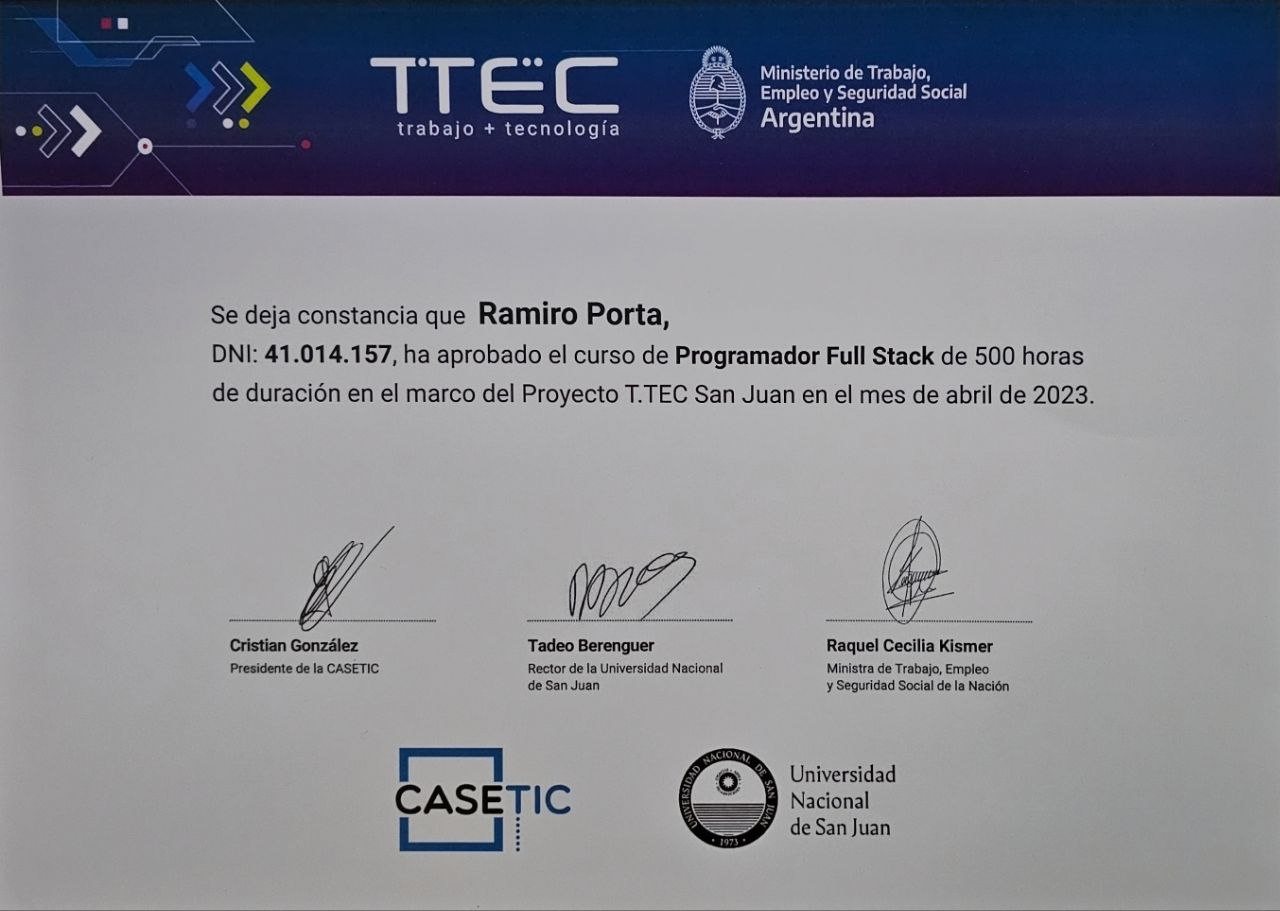 TTEC
trabajo + tecnología
Ministerio de Trabajo,
Empleo y Seguridad Social
Argentina
Se deja constancia que Ramiro Porta,
DNI: 41.014.157, ha aprobado el curso de Programador Full Stack de 500 horas
de duración en el marco del Proyecto T.TEC San Juan en el mes de abril de 2023.
Cristian González
Presidente de la CASETIC
Tadeo Berenguer
Rector de la Universidad Nacional
de San Juan
Raquel Cecilia Kismer
Ministra de Trabajo, Empleo
y Seguridad Social de la Nación
CASETIC
UNIVERSIDAD NACIONAL DE SAN JUAN
· 1973 ·
Universidad
Nacional
de San Juan